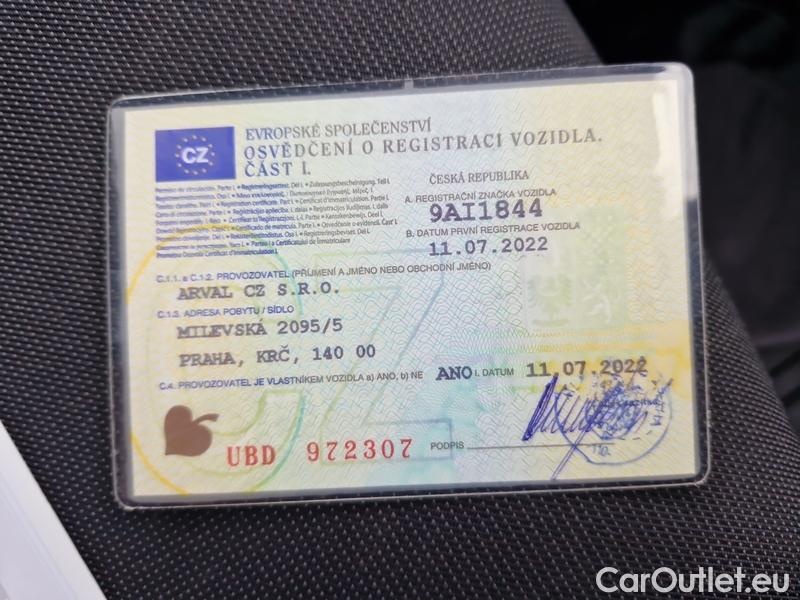 CZ
EVROPSKÉ SPOLEČENSTVÍ
OSVĚDČENÍ O REGISTRACI VOZIDLA.
ČÁST I.
ČESKÁ REPUBLIKA
A. REGISTRAČNÍ ZNAČKA VOZIDLA
9AI1844
B. DATUM PRVNÍ REGISTRACE VOZIDLA
11.07.2022
C.1.1. a C.1.2. PROVOZOVATEL (PŘÍJMENÍ A JMÉNO NEBO OBCHODNÍ JMÉNO)
ARVAL CZ S.R.O.
C.1.3. ADRESA POBYTU / SÍDLO
MILEVSKÁ 2095/5
PRAHA, KRČ, 140 00
C.4. PROVOZOVATEL JE VLASTNÍKEM VOZIDLA a) ANO, b) NE ANO I. DATUM 11.07.2022
UBD 972307 PODPIS
CarOutlet.eu